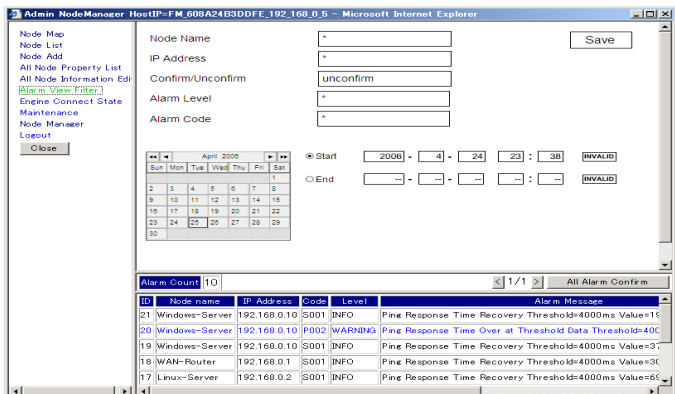 Admin NodeManager HostIP=FM_608A24B3DDFE_192_168_0_5 - Microsoft Internet Explorer
Node Map
Node List
Node Add
All Node Property List
All Node Information Edi
Alarm View Filter
Engine Connect State
Maintenance
Node Manager
Logout
Close
Node Name *
Save
IP Address *
Confirm/Unconfirm unconfirm
Alarm Level *
Alarm Code *
April 2006
Sun Mon Tue Wed Thu Fri Sat
1
2 3 4 5 6 7 8
9 10 11 12 13 14 15
16 17 18 19 20 21 22
23 24 25 26 27 28 29
30
Start 2006 - 4 - 24 23 : 38 INVALID
End -- - -- - -- -- : -- INVALID
Alarm Count 10
< 1/1 > All Alarm Confirm
ID Node name IP Address Code Level Alarm Message
21 Windows-Server 192.168.0.10 S001 INFO Ping Response Time Recovery Threshold=4000ms Value=19
20 Windows-Server 192.168.0.10 P002 WARNING Ping Response Time Over at Threshold Data Threshold=400
19 Windows-Server 192.168.0.10 S001 INFO Ping Response Time Recovery Threshold=4000ms Value=37
18 WAN-Router 192.168.0.1 S001 INFO Ping Response Time Recovery Threshold=4000ms Value=30
17 Linux-Server 192.168.0.2 S001 INFO Ping Response Time Recovery Threshold=4000ms Value=69